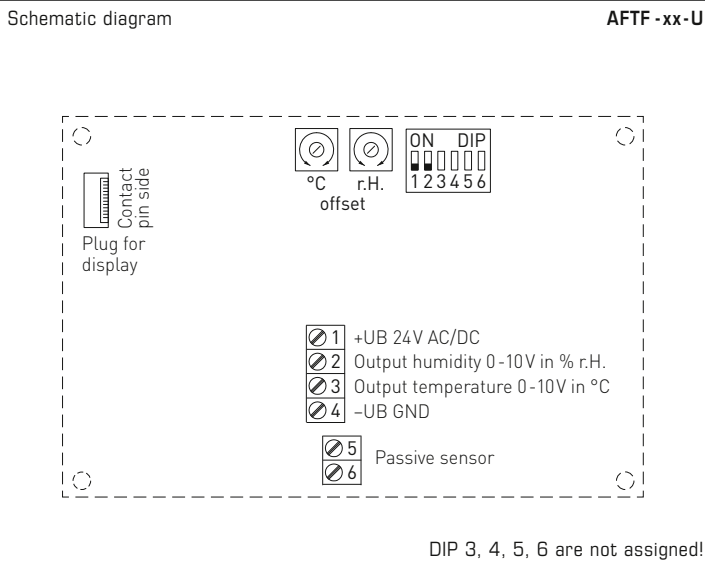 Schematic diagram
AFTF-xx-U
ON DIP
1 2 3 4 5 6
°C r.H.
offset
Contact
pin side
Plug for
display
1 +UB 24V AC/DC
2 Output humidity 0-10V in % r.H.
3 Output temperature 0-10V in °C
4 –UB GND
5
Passive sensor
6
DIP 3, 4, 5, 6 are not assigned!